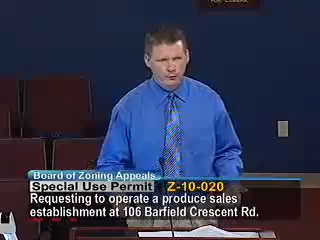 Board of Zoning Appeals
Special Use Permit Z-10-020
Requesting to operate a produce sales
establishment at 106 Barfield Crescent Rd.